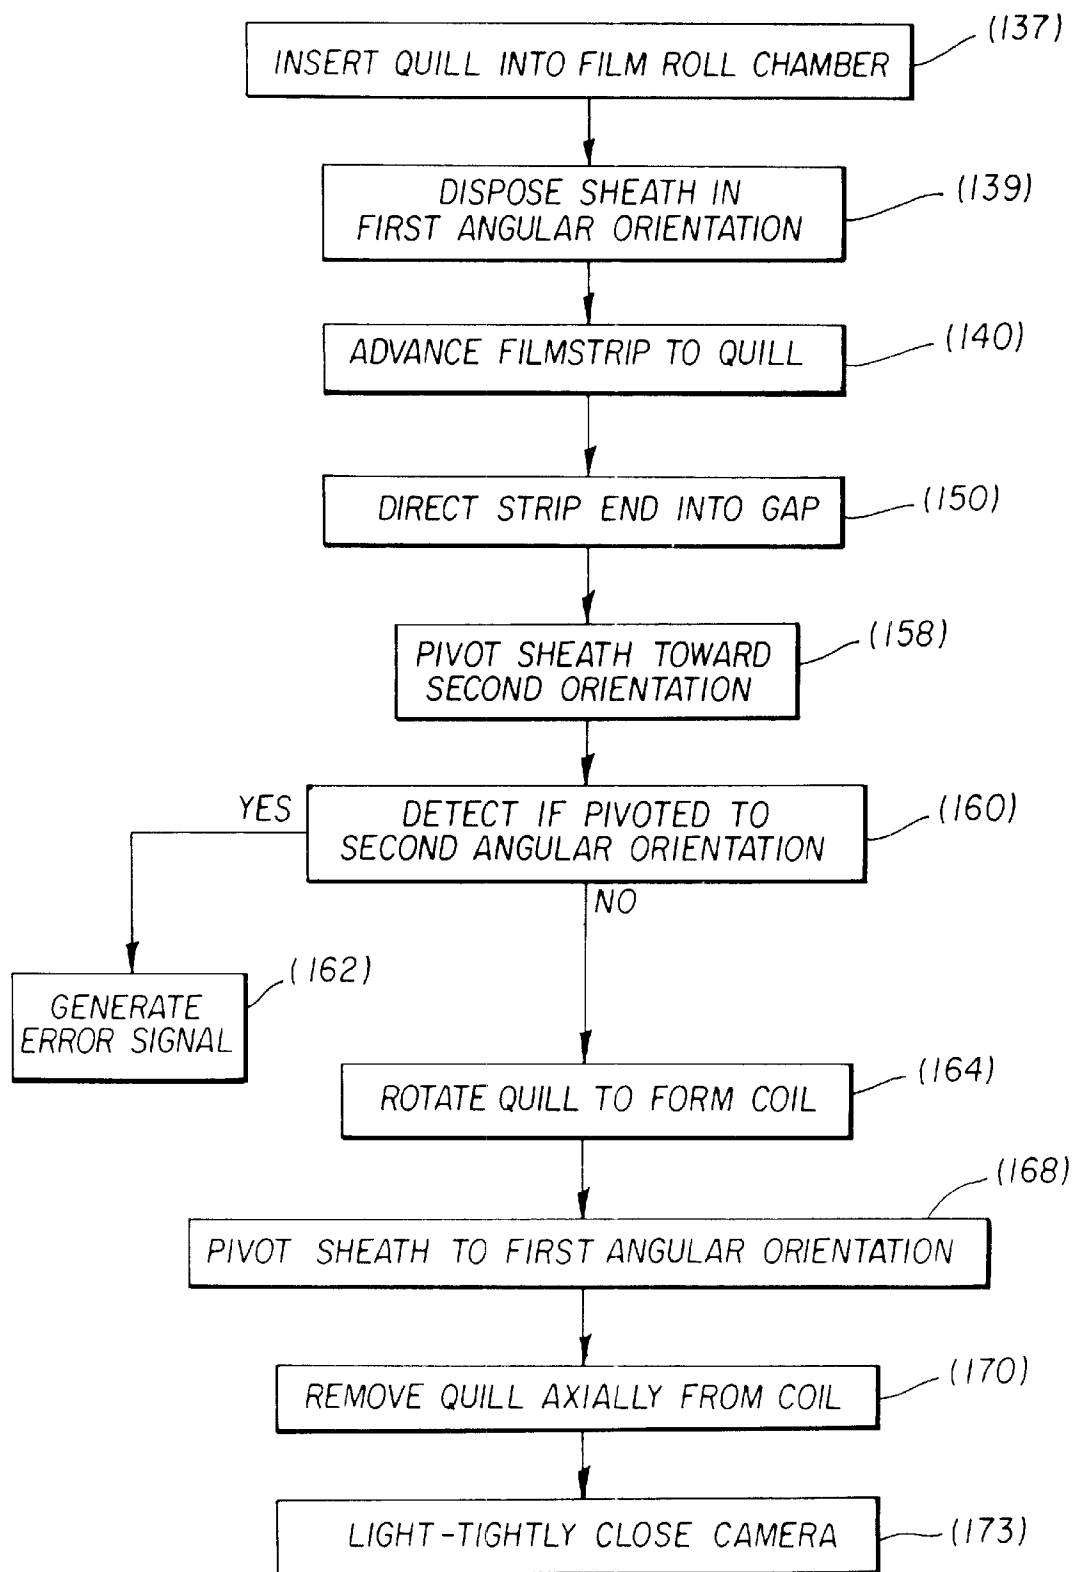 (137)
INSERT QUILL INTO FILM ROLL CHAMBER
DISPOSE SHEATH IN
FIRST ANGULAR ORIENTATION
(139)
ADVANCE FILMSTRIP TO QUILL
(140)
DIRECT STRIP END INTO GAP
(150)
PIVOT SHEATH TOWARD
SECOND ORIENTATION
(158)
YES
DETECT IF PIVOTED TO
SECOND ANGULAR ORIENTATION
(160)
NO
GENERATE
ERROR SIGNAL
(162)
ROTATE QUILL TO FORM COIL
(164)
PIVOT SHEATH TO FIRST ANGULAR ORIENTATION
(168)
REMOVE QUILL AXIALLY FROM COIL
(170)
LIGHT-TIGHTLY CLOSE CAMERA
(173)